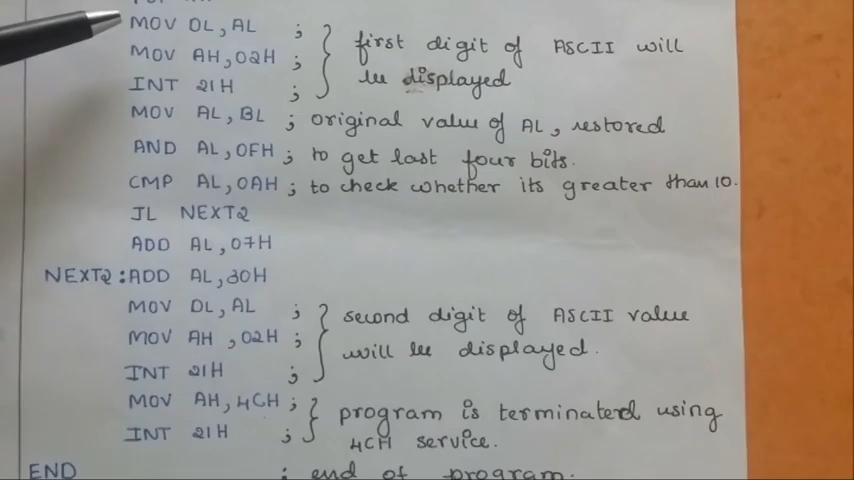 MOV DL, AL ; } first digit of ASCII will
MOV AH, 02H ; be displayed
INT 21H ;
MOV AL, BL ; original value of AL, restored
AND AL, 0FH ; to get last four bits.
CMP AL, 0AH ; to check whether its greater than 10.
JL NEXT2
ADD AL, 07H
NEXT2: ADD AL, 30H
MOV DL, AL ; } second digit of ASCII value
MOV AH, 02H ; will be displayed.
INT 21H ;
MOV AH, 4CH ; } program is terminated using
INT 21H ; 4CH service.
END ; end of program.